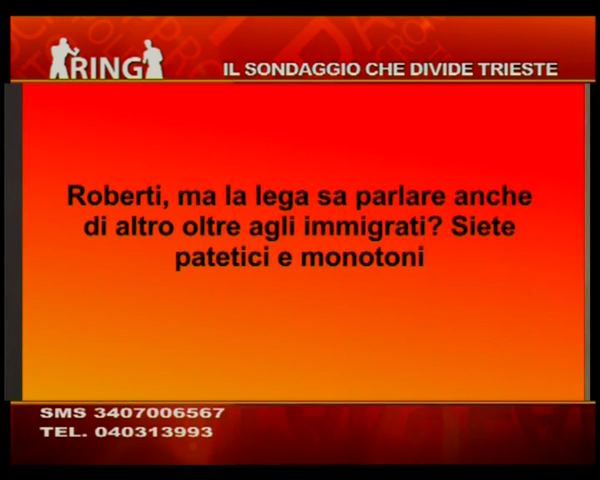 RING
IL SONDAGGIO CHE DIVIDE TRIESTE
Roberti, ma la lega sa parlare anche
di altro oltre agli immigrati? Siete
patetici e monotoni
SMS 3407006567
TEL. 040313993